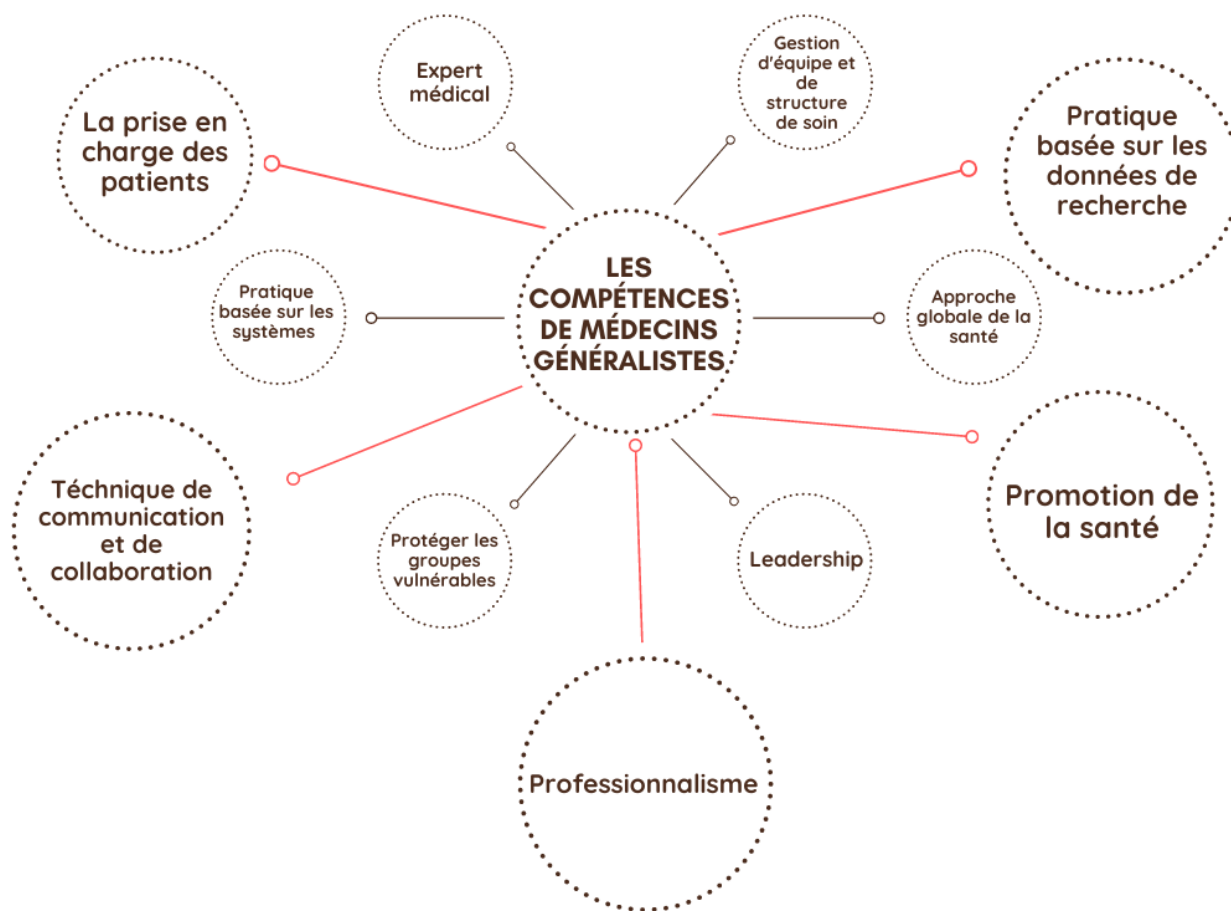 Expert
médical
Gestion
d'équipe et
de
structure
de soin
La prise en
charge des
patients
Pratique
basée sur les
données de
recherche
LES
COMPÉTENCES
DE MÉDECINS
GÉNÉRALISTES
Pratique
basée sur les
systèmes
Approche
globale de la
santé
Téchnique de
communication
et de
collaboration
Protéger les
groupes
vulnérables
Leadership
Promotion de
la santé
Professionnalisme